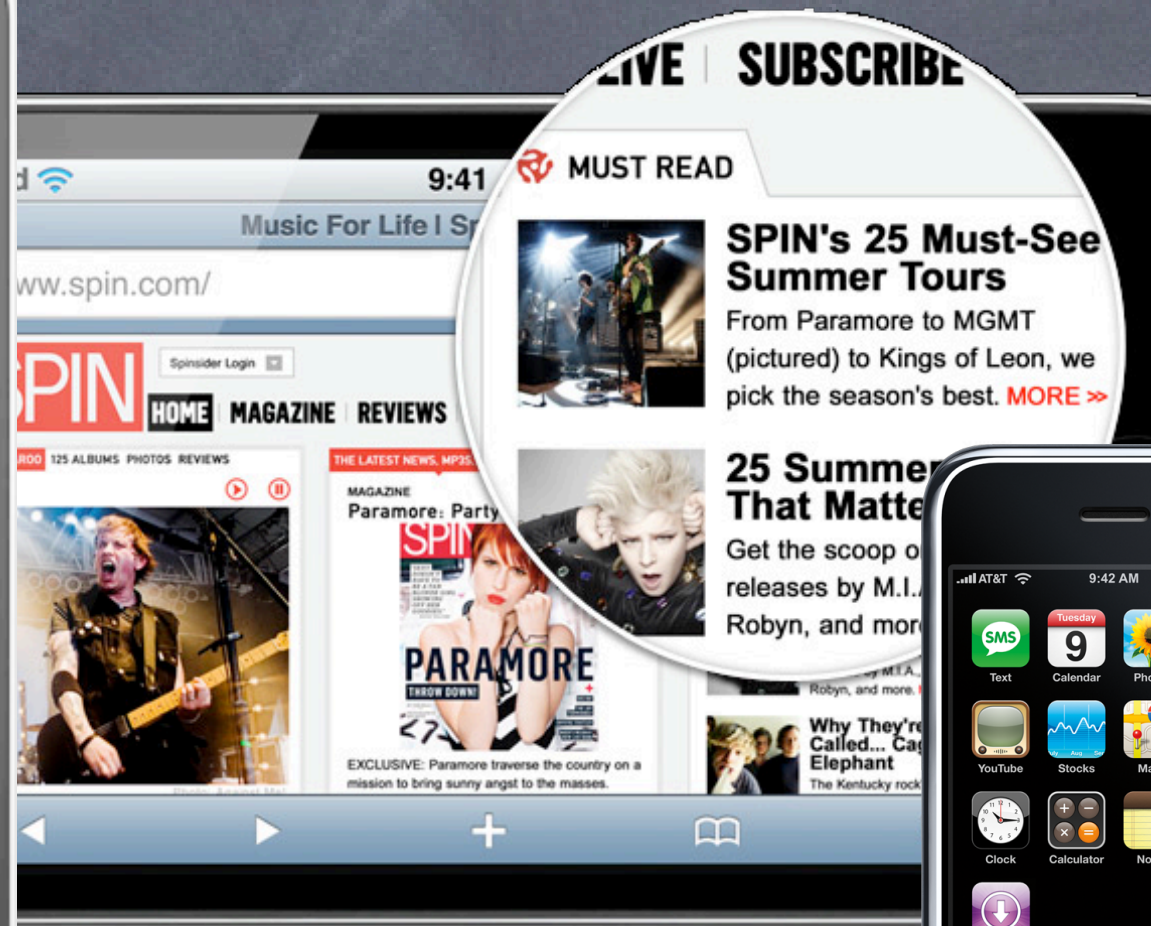 LIVE SUBSCRIBE
9:41
MUST READ
Music For Life |
SPIN's 25 Must-See
Summer Tours
www.spin.com/
From Paramore to MGMT
(pictured) to Kings of Leon, we
pick the season's best. MORE >>
SPIN
Spinsider Login
HOME MAGAZINE REVIEWS
125 ALBUMS PHOTOS REVIEWS
THE LATEST NEWS, MP3S,
MAGAZINE
Paramore: Party
SPIN
PARAMORE
THROW DOWN!
EXCLUSIVE: Paramore traverse the country on a
mission to bring sunny angst to the masses.
Photo: Against Me!
25 Summer
That Matte
Get the scoop
releases by M.I.A
Robyn, and more
by M.I.A.,
Robyn, and more.
Why They're
Called...
Elephant
The Kentucky rock
AT&T 9:42 AM
SMS
Tuesday
9
Text Calendar
YouTube Stocks
Clock Calculator